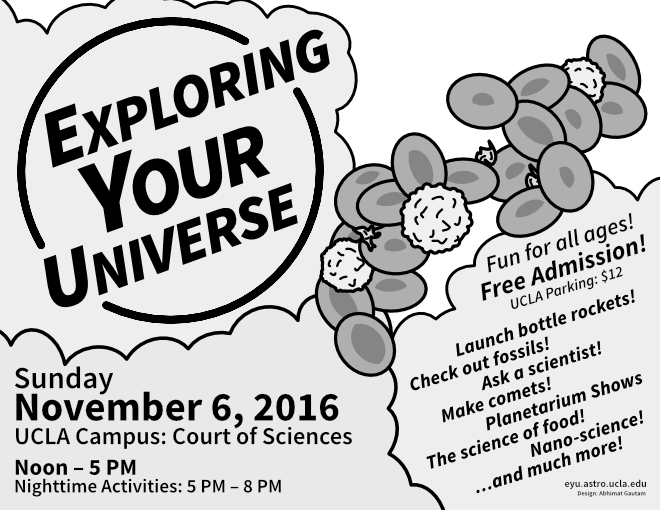 EXPLORING
YOUR
UNIVERSE
Fun for all ages!
Free Admission!
UCLA Parking: $12
Launch bottle rockets!
Check out fossils!
Ask a scientist!
Make comets!
Planetarium Shows
The science of food!
Nano-science!
...and much more!
Sunday
November 6, 2016
UCLA Campus: Court of Sciences
Noon – 5 PM
Nighttime Activities: 5 PM – 8 PM
eyu.astro.ucla.edu
Design: Abhimat Gautam